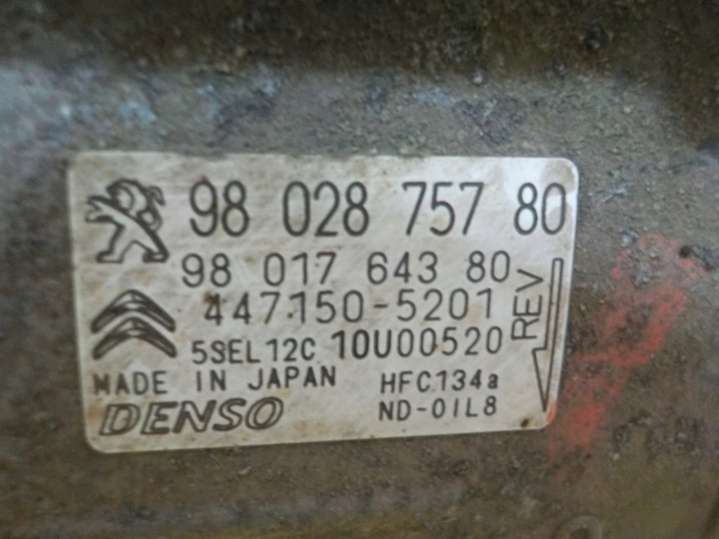 98 028 757 80
98 017 643 80
447150-5201
5SEL12C 10U00520
REV
MADE IN JAPAN HFC134a
DENSO ND-OIL8